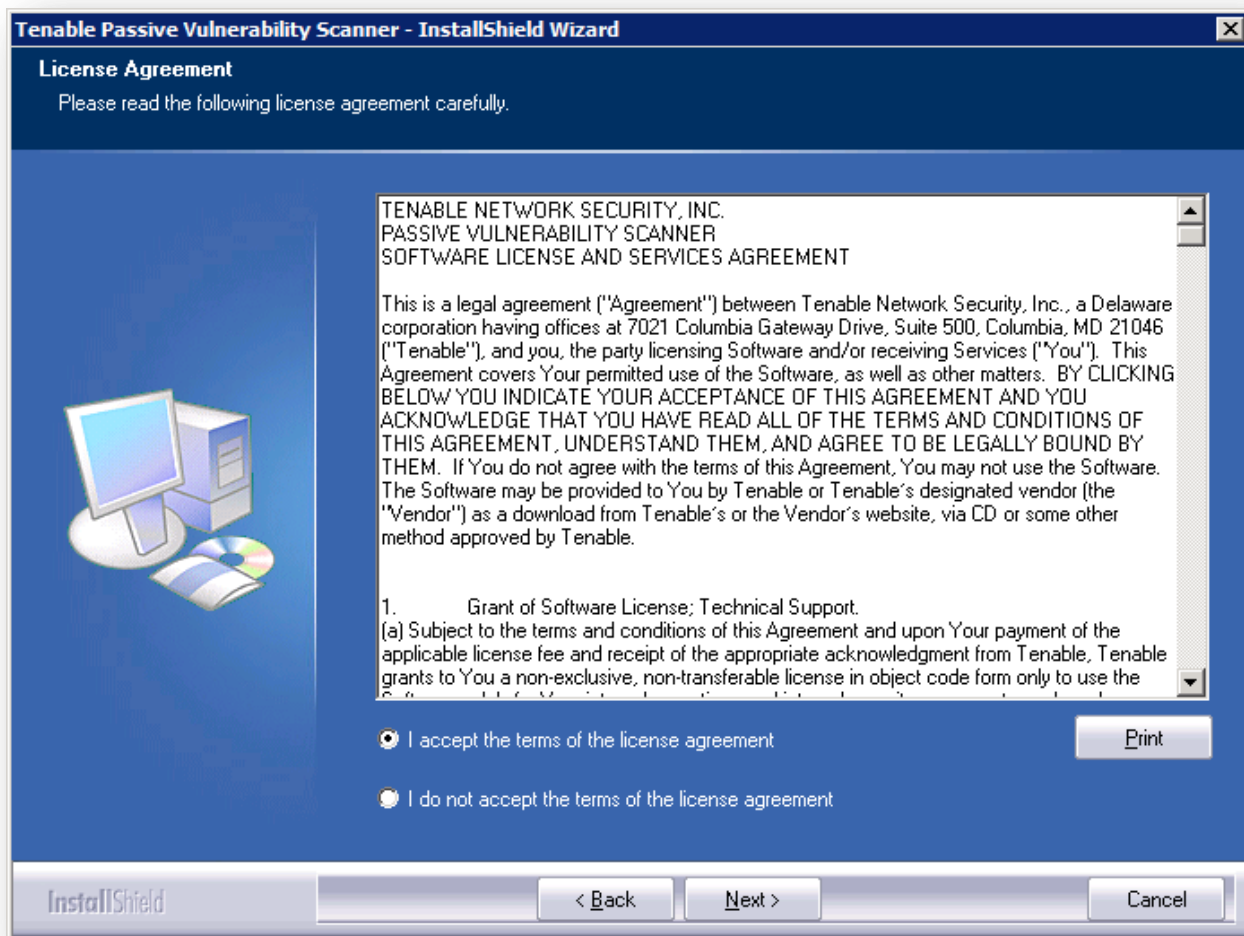 Tenable Passive Vulnerability Scanner - InstallShield Wizard
License Agreement
Please read the following license agreement carefully.
TENABLE NETWORK SECURITY, INC.
PASSIVE VULNERABILITY SCANNER
SOFTWARE LICENSE AND SERVICES AGREEMENT
This is a legal agreement ("Agreement") between Tenable Network Security, Inc., a Delaware
corporation having offices at 7021 Columbia Gateway Drive, Suite 500, Columbia, MD 21046
("Tenable"), and you, the party licensing Software and/or receiving Services ("You").  This
Agreement covers Your permitted use of the Software, as well as other matters.  BY CLICKING
BELOW YOU INDICATE YOUR ACCEPTANCE OF THIS AGREEMENT AND YOU
ACKNOWLEDGE THAT YOU HAVE READ ALL OF THE TERMS AND CONDITIONS OF
THIS AGREEMENT, UNDERSTAND THEM, AND AGREE TO BE LEGALLY BOUND BY
THEM.  If You do not agree with the terms of this Agreement, You may not use the Software.
The Software may be provided to You by Tenable or Tenable´s designated vendor (the
"Vendor") as a download from Tenable´s or the Vendor´s website, via CD or some other
method approved by Tenable.
1. Grant of Software License; Technical Support.
(a) Subject to the terms and conditions of this Agreement and upon Your payment of the
applicable license fee and receipt of the appropriate acknowledgment from Tenable, Tenable
grants to You a non-exclusive, non-transferable license in object code form only to use the
I accept the terms of the license agreement
Print
I do not accept the terms of the license agreement
InstallShield
< Back
Next >
Cancel